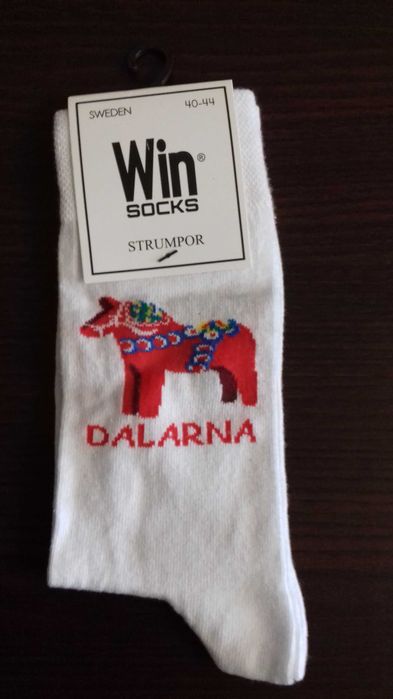 SWEDEN 40-44
Win®
SOCKS
STRUMPOR
DALARNA